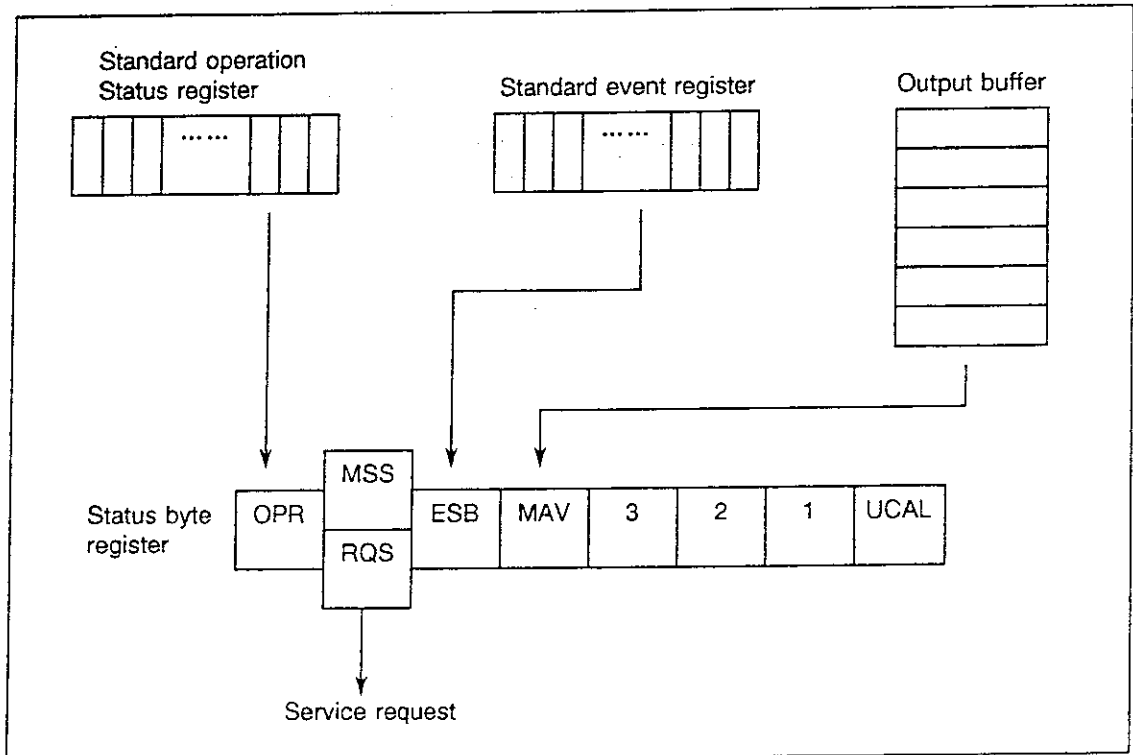 Standard operation
Status register
Standard event register
Output buffer
......
......
Status byte
register
OPR
MSS
RQS
ESB
MAV
3
2
1
UCAL
Service request